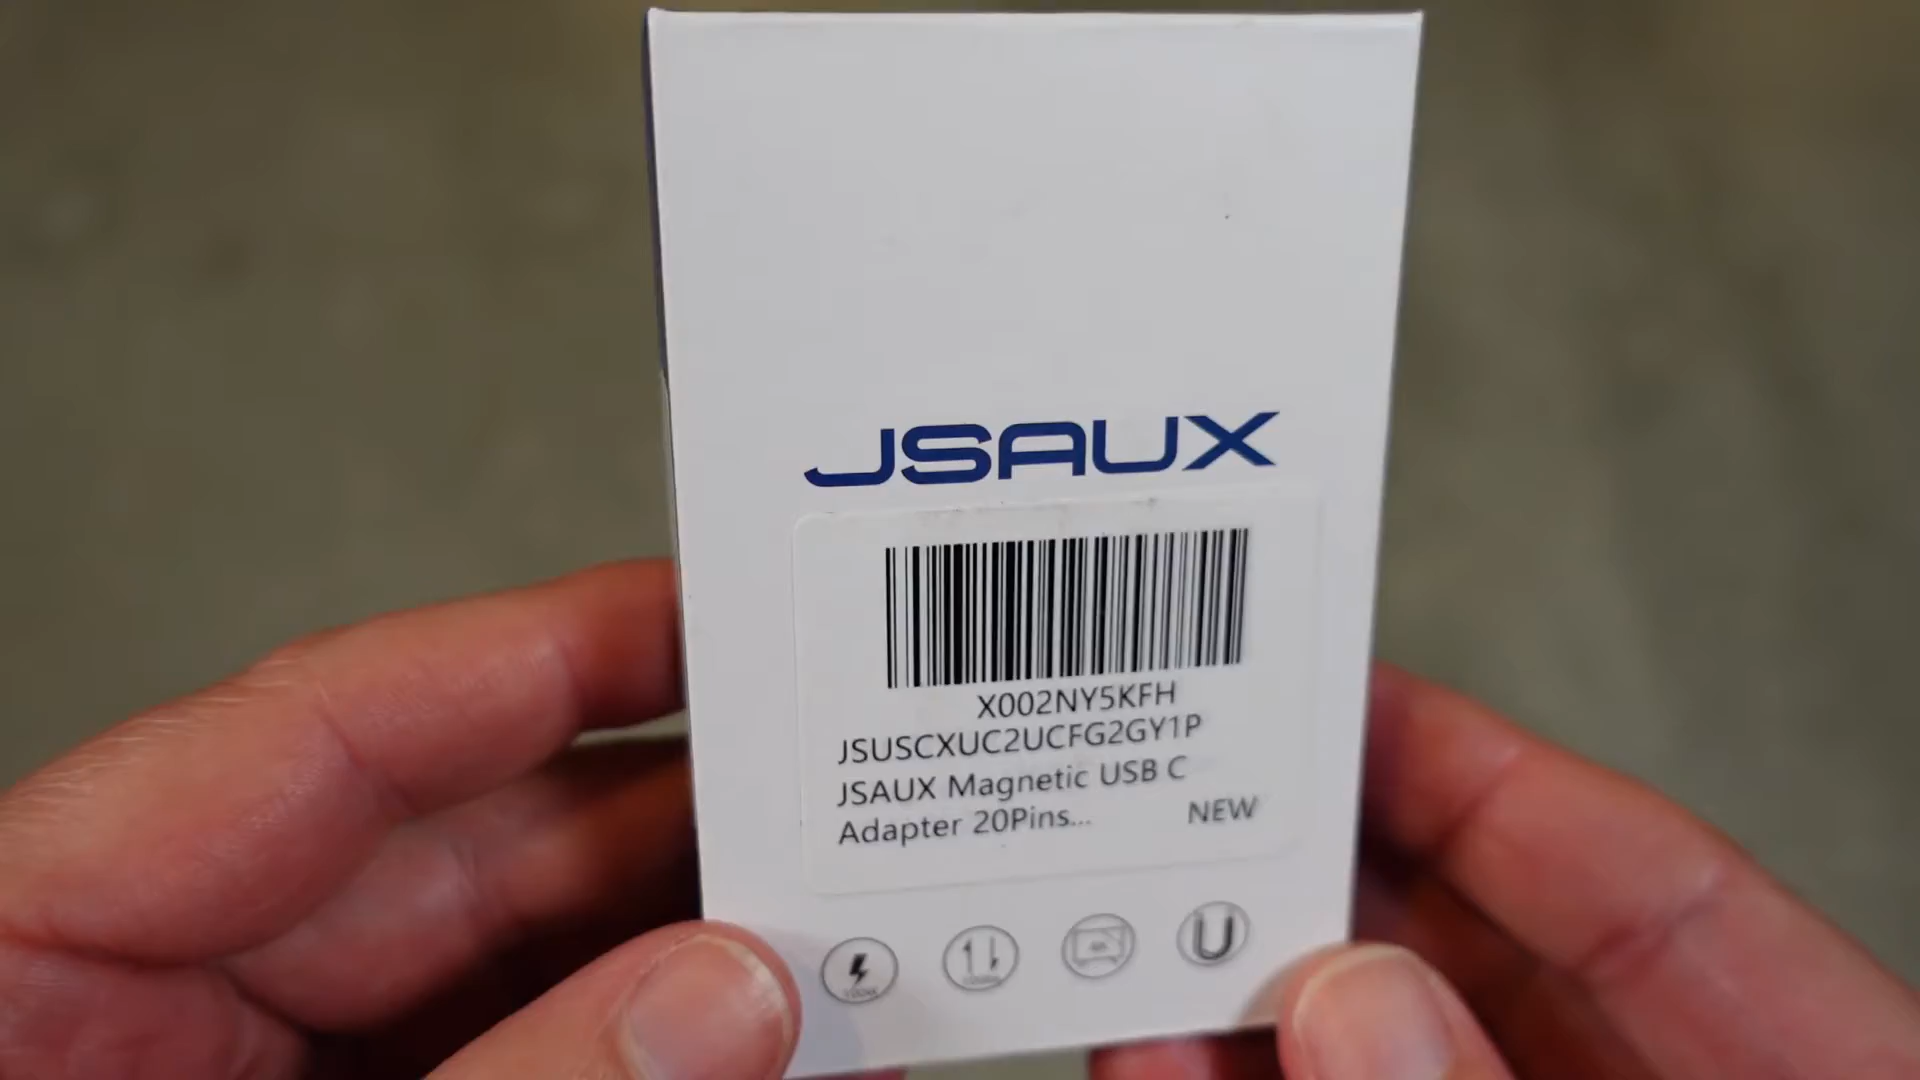 JSAUX
X002NY5KFH
JSUSCXUC2UCFG2GY1P
JSAUX Magnetic USB C
Adapter 20Pins...
NEW